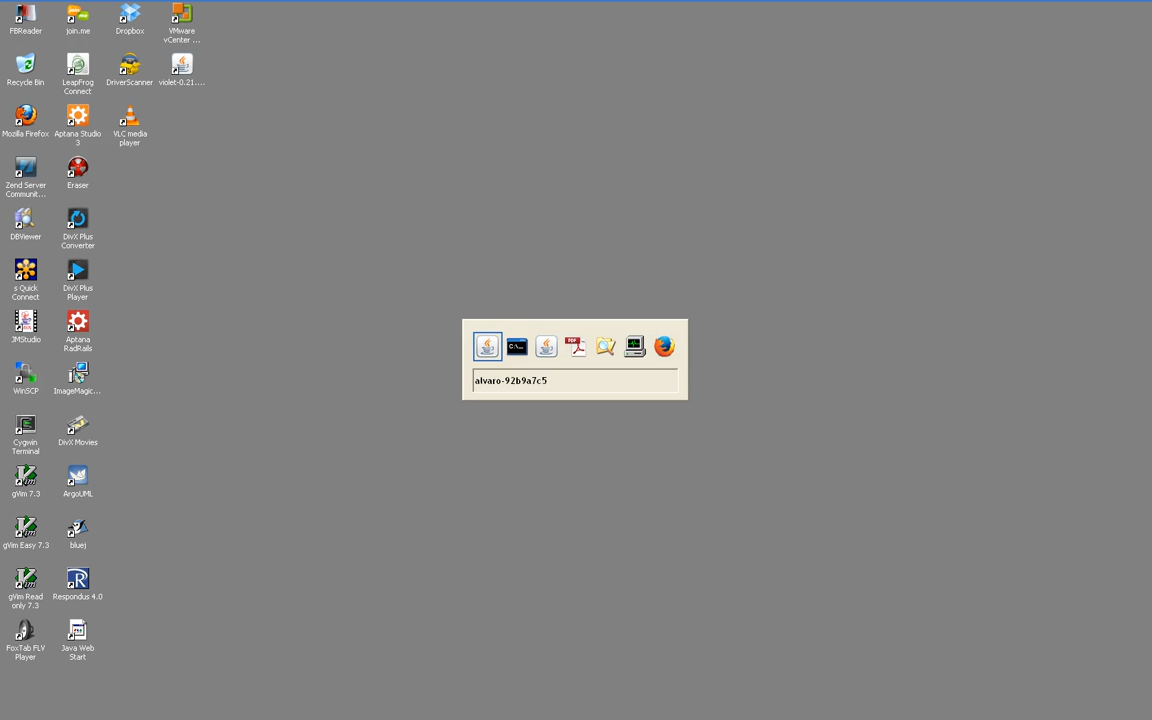 FBReader
join.me
Dropbox
VMware
vCenter ...
Recycle Bin
LeapFrog
Connect
DriverScanner
violet-0.21....
Mozilla Firefox
Aptana Studio
3
VLC media
player
Zend Server
Communit...
Eraser
DBViewer
DivX Plus
Converter
s Quick
Connect
DivX Plus
Player
JMStudio
Aptana
RadRails
WinSCP
ImageMagic...
Cygwin
Terminal
DivX Movies
gVim 7.3
ArgoUML
gVim Easy 7.3
bluej
gVim Read
only 7.3
Respondus 4.0
FoxTab FLV
Player
Java Web
Start
C:\...
PDF
alvaro-92b9a7c5